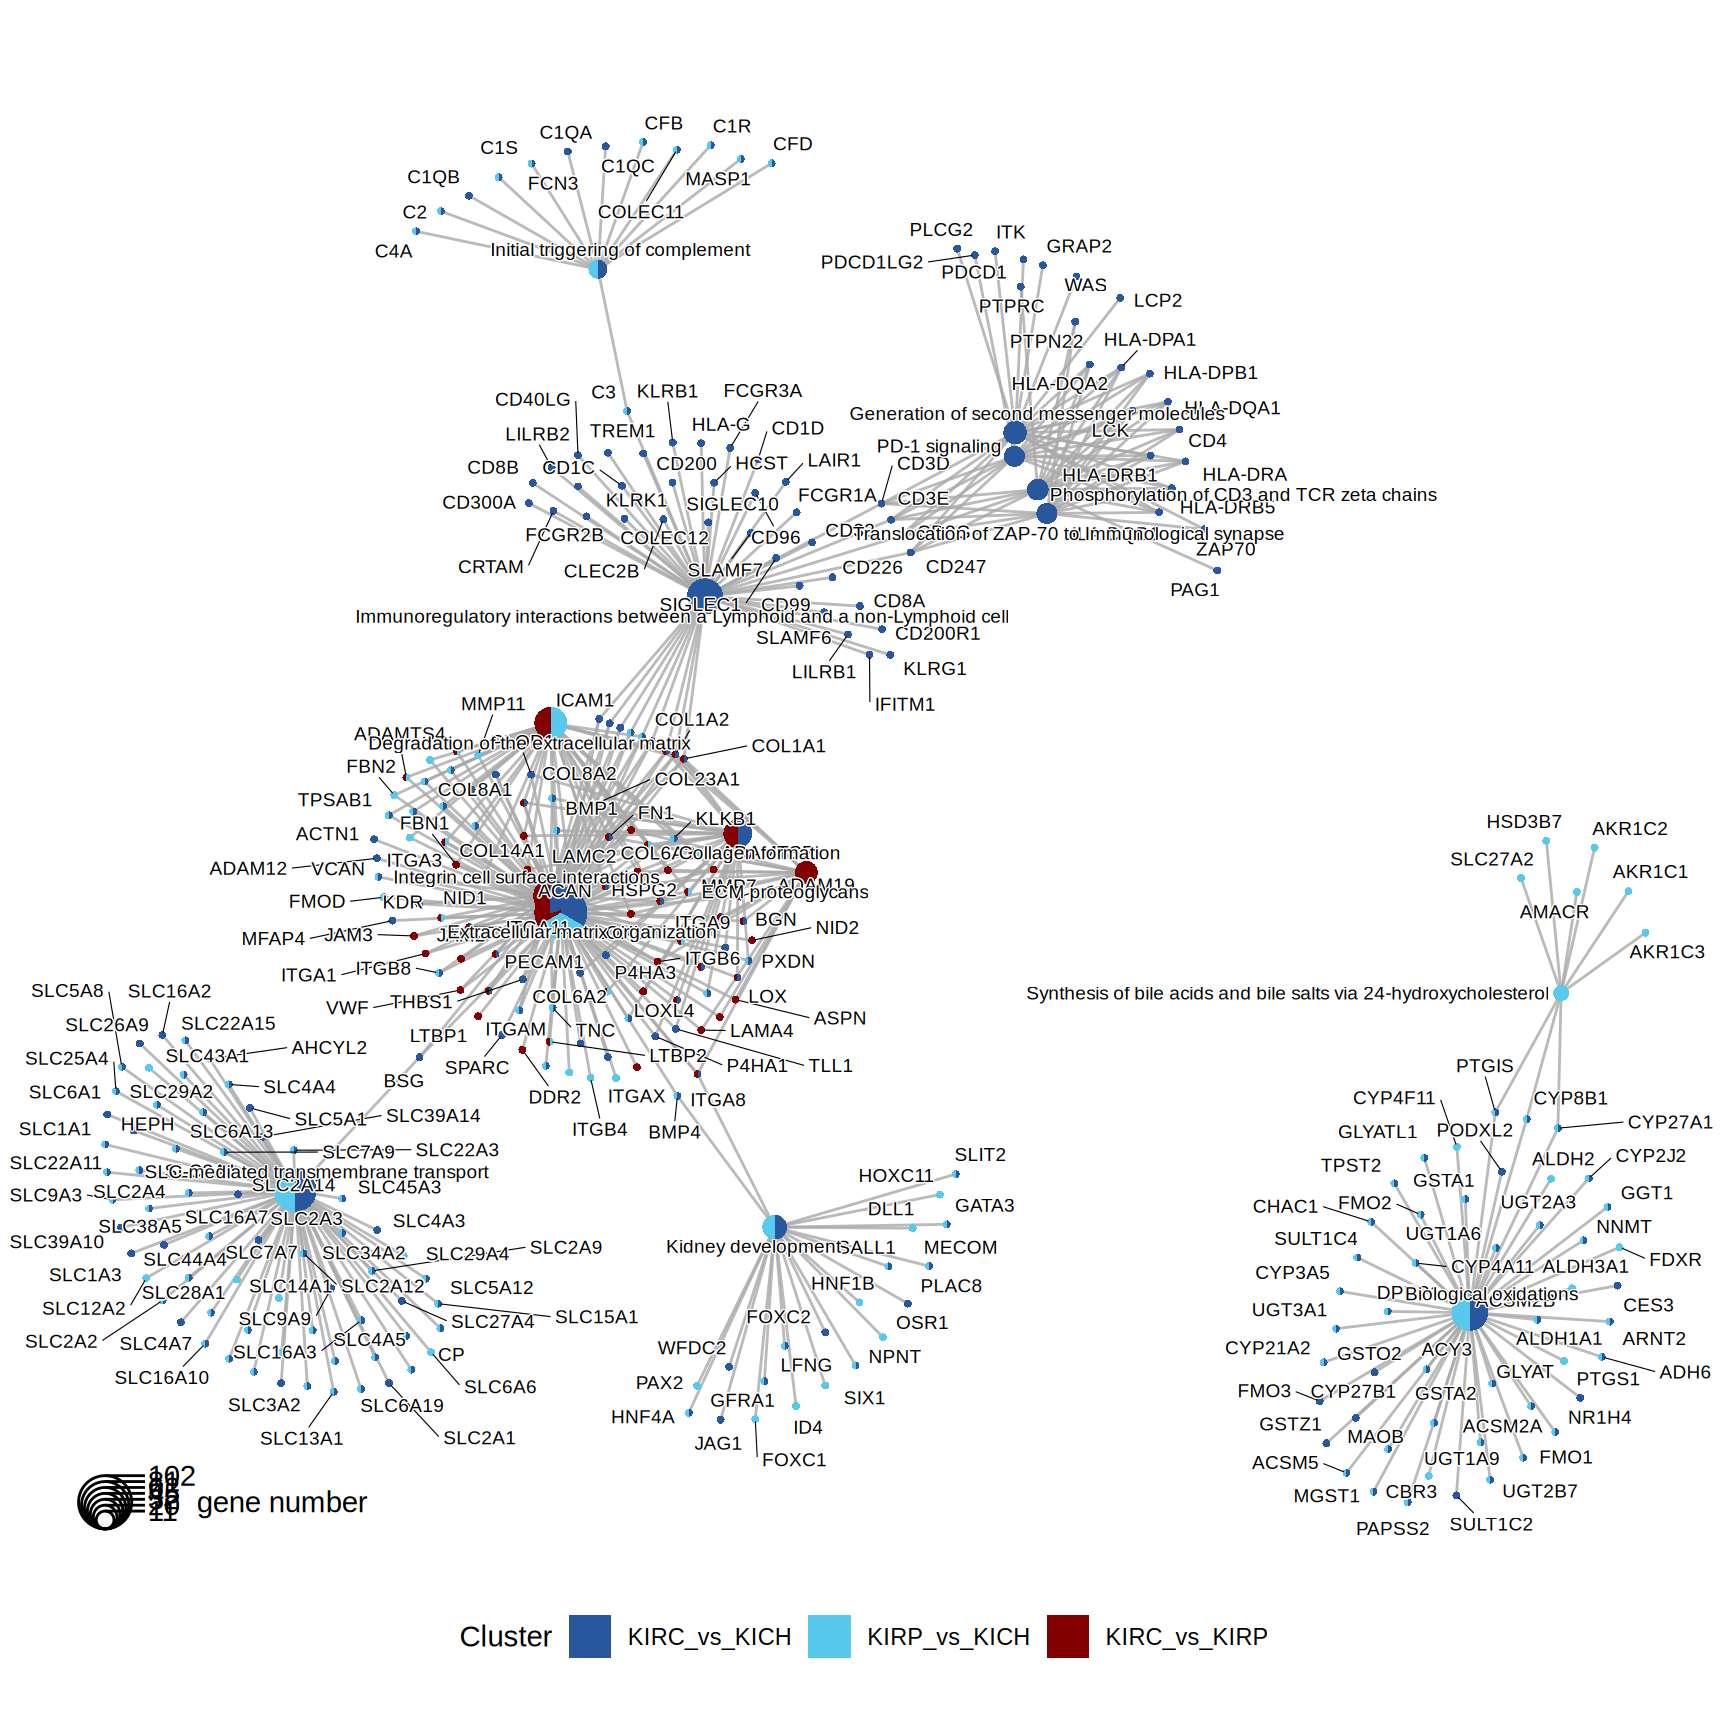 CFB
C1R
C1QA
CFD
C1S
C1QC
MASP1
C1QB
FCN3
C2
COLEC11
C4A
Initial triggering of complement
PLCG2
ITK
GRAP2
PDCD1LG2
PDCD1
WAS
LCP2
PTPRC
PTPN22
HLA-DPA1
HLA-DPB1
HLA-DQA2
HLA-DQA1
Generation of second messenger molecules
LCK
CD4
PD-1 signaling
CD3D
HLA-DRB1
HLA-DRA
CD3E
Phosphorylation of CD3 and TCR zeta chains
HLA-DRB5
Translocation of ZAP-70 to Immunological synapse
ZAP70
CD247
PAG1
CD40LG
C3
KLRB1
FCGR3A
LILRB2
TREM1
HLA-G
CD1D
CD8B
CD1C
CD200
HCST
LAIR1
CD300A
KLRK1
SIGLEC10
FCGR1A
FCGR2B
COLEC12
CD96
CRTAM
CLEC2B
SLAMF7
CD226
SIGLEC1
CD99
CD8A
Immunoregulatory interactions between a Lymphoid and a non-Lymphoid cell
SLAMF6
CD200R1
LILRB1
KLRG1
IFITM1
MMP11
ICAM1
COL1A2
ADAMTS4
Degradation of the extracellular matrix
COL1A1
FBN2
COL8A2
COL23A1
TPSAB1
COL8A1
BMP1
FN1
KLKB1
ACTN1
FBN1
COL14A1
LAMC2
Collagen formation
ADAM12
VCAN
ITGA3
Integrin cell surface interactions
ADAM19
FMOD
KDR
NID1
ACAN
HSPG2
MMP7
ECM proteoglycans
MFAP4
JAM3
ITGA11
Extracellular matrix organization
ITGA9
BGN
NID2
ITGA1
ITGB8
PECAM1
P4HA3
ITGB6
PXDN
VWF
THBS1
COL6A2
LOXL4
LOX
ASPN
LTBP1
ITGAM
TNC
LAMA4
SPARC
LTBP2
P4HA1
TLL1
BSG
DDR2
ITGAX
ITGA8
ITGB4
BMP4
SLC5A8
SLC16A2
SLC26A9
SLC22A15
SLC25A4
SLC43A1
AHCYL2
SLC6A1
SLC29A2
SLC4A4
SLC1A1
HEPH
SLC6A13
SLC5A1
SLC39A14
SLC22A11
SLC7A9
SLC22A3
SLC-mediated transmembrane transport
SLC9A3
SLC2A4
SLC2A14
SLC45A3
SLC38A5
SLC16A7
SLC2A3
SLC4A3
SLC39A10
SLC44A4
SLC7A7
SLC34A2
SLC29A4
SLC2A9
SLC1A3
SLC28A1
SLC14A1
SLC2A12
SLC5A12
SLC12A2
SLC9A9
SLC27A4
SLC15A1
SLC2A2
SLC4A7
SLC16A3
SLC4A5
CP
SLC16A10
SLC6A6
SLC3A2
SLC6A19
SLC13A1
SLC2A1
HOXC11
SLIT2
DLL1
GATA3
Kidney development
SALL1
MECOM
HNF1B
PLAC8
FOXC2
OSR1
WFDC2
LFNG
NPNT
PAX2
GFRA1
SIX1
HNF4A
JAG1
ID4
FOXC1
HSD3B7
AKR1C2
SLC27A2
AKR1C1
AMACR
AKR1C3
Synthesis of bile acids and bile salts via 24-hydroxycholesterol
PTGIS
CYP4F11
CYP8B1
GLYATL1
PODXL2
CYP27A1
TPST2
ALDH2
CYP2J2
GSTA1
CHAC1
FMO2
UGT2A3
GGT1
SULT1C4
UGT1A6
NNMT
CYP3A5
CYP4A11
ALDH3A1
FDXR
UGT3A1
Biological oxidations
ACSM2B
CES3
CYP21A2
GSTO2
ACY3
ALDH1A1
ARNT2
FMO3
CYP27B1
GSTA2
GLYAT
PTGS1
ADH6
GSTZ1
MAOB
ACSM2A
NR1H4
ACSM5
UGT1A9
FMO1
MGST1
CBR3
UGT2B7
PAPSS2
SULT1C2
102
11
gene number
Cluster
KIRC_vs_KICH
KIRP_vs_KICH
KIRC_vs_KIRP